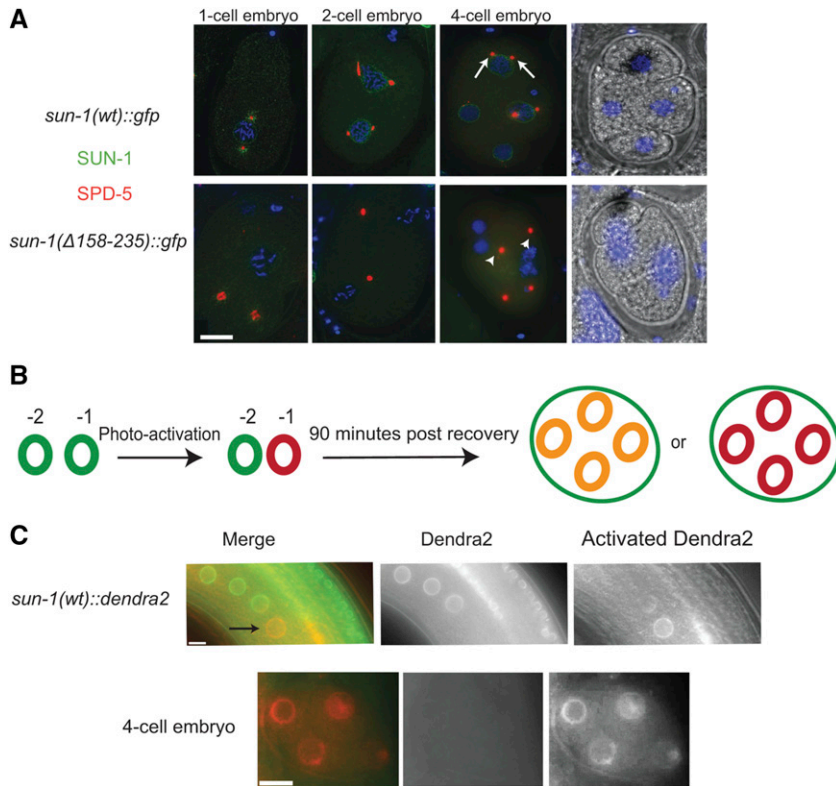 A
1-cell embryo 2-cell embryo 4-cell embryo
sun-1(wt)::gfp
SUN-1
SPD-5
sun-1(Δ158-235)::gfp
B
-2 -1 Photo-activation -2 -1 90 minutes post recovery or
C
Merge Dendra2 Activated Dendra2
sun-1(wt)::dendra2
4-cell embryo